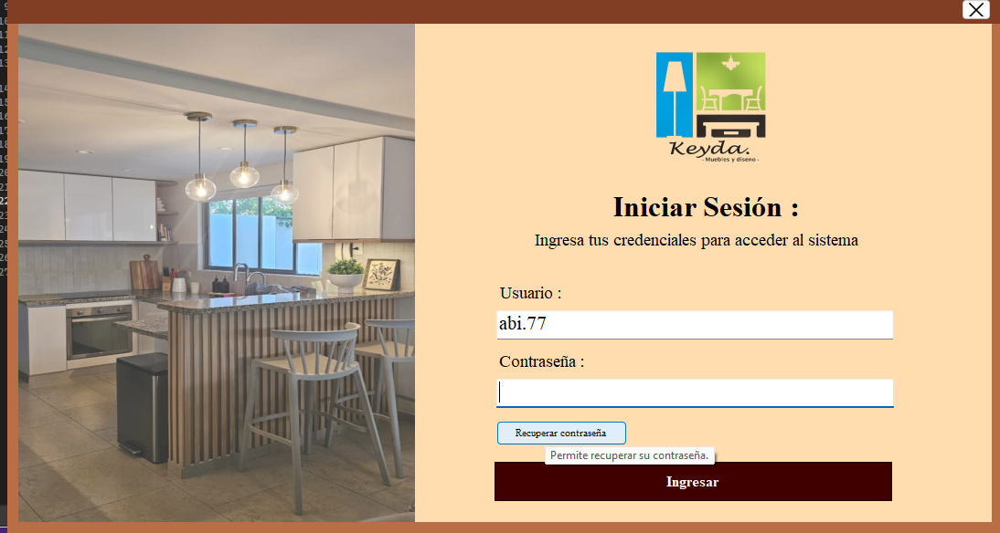 Keyda.
- Muebles y diseno -
Iniciar Sesión :
Ingresa tus credenciales para acceder al sistema
Usuario :
abi.77
Contraseña :
Recuperar contraseña
Permite recuperar su contraseña.
Ingresar